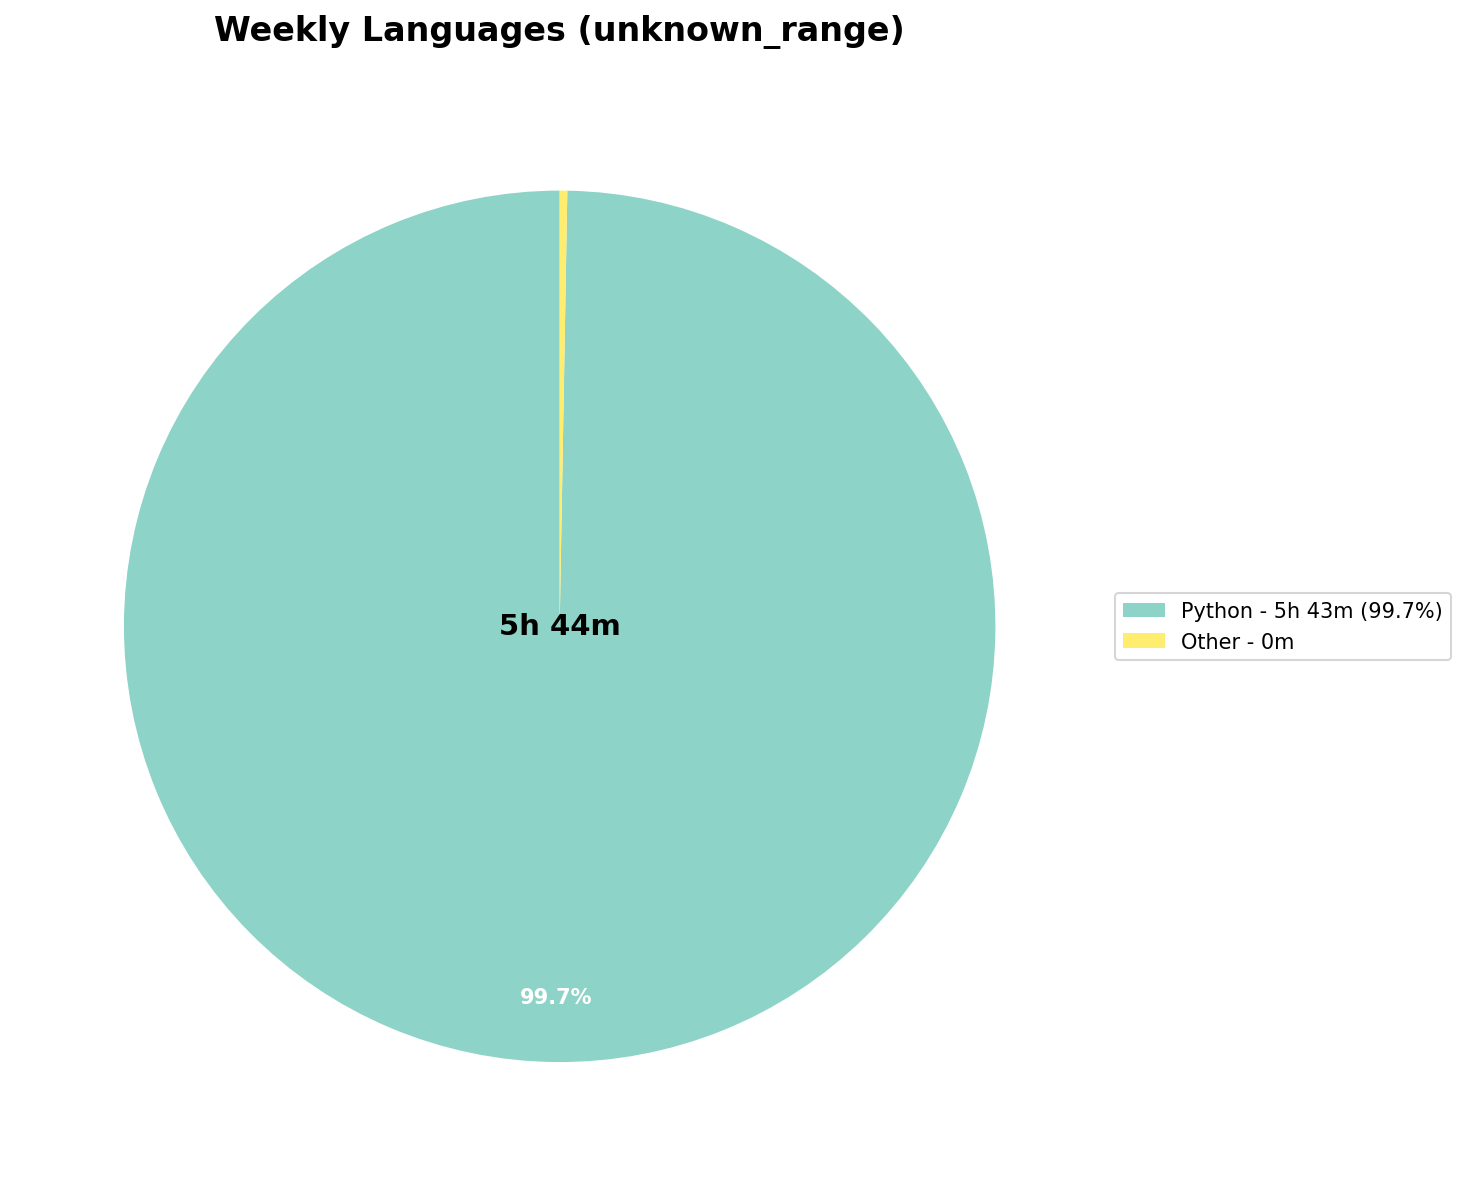 Weekly Languages (unknown_range)
5h 44m
99.7%
Python - 5h 43m (99.7%)
Other - 0m